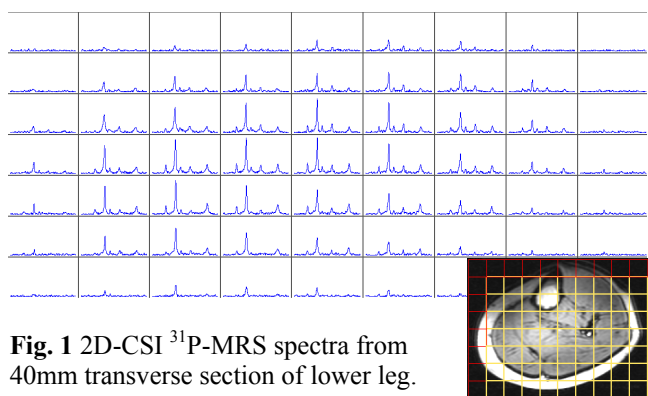 Fig. 1 2D-CSI ³¹P-MRS spectra from
40mm transverse section of lower leg.